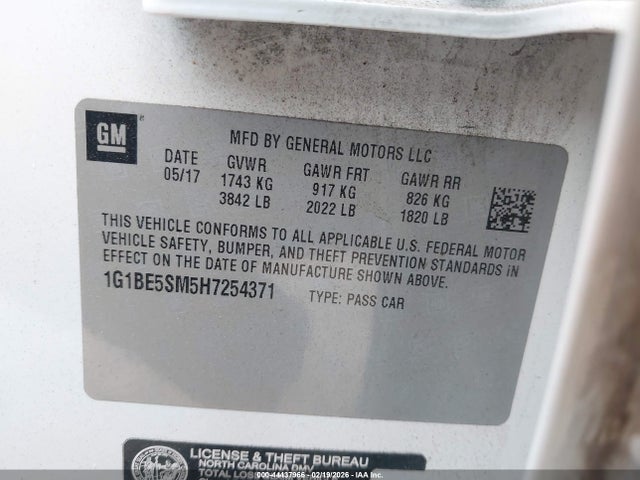 GM
MFD BY GENERAL MOTORS LLC
DATE GVWR GAWR FRT GAWR RR
05/17 1743 KG 917 KG 826 KG
3842 LB 2022 LB 1820 LB
THIS VEHICLE CONFORMS TO ALL APPLICABLE U.S. FEDERAL MOTOR
VEHICLE SAFETY, BUMPER, AND THEFT PREVENTION STANDARDS IN
EFFECT ON THE DATE OF MANUFACTURE SHOWN ABOVE.
1G1BE5SM5H7254371 TYPE: PASS CAR
LICENSE & THEFT BUREAU
NORTH CAROLINA DMV
TOTAL LOSS
000-44437966 - 02/19/2026 - IAA